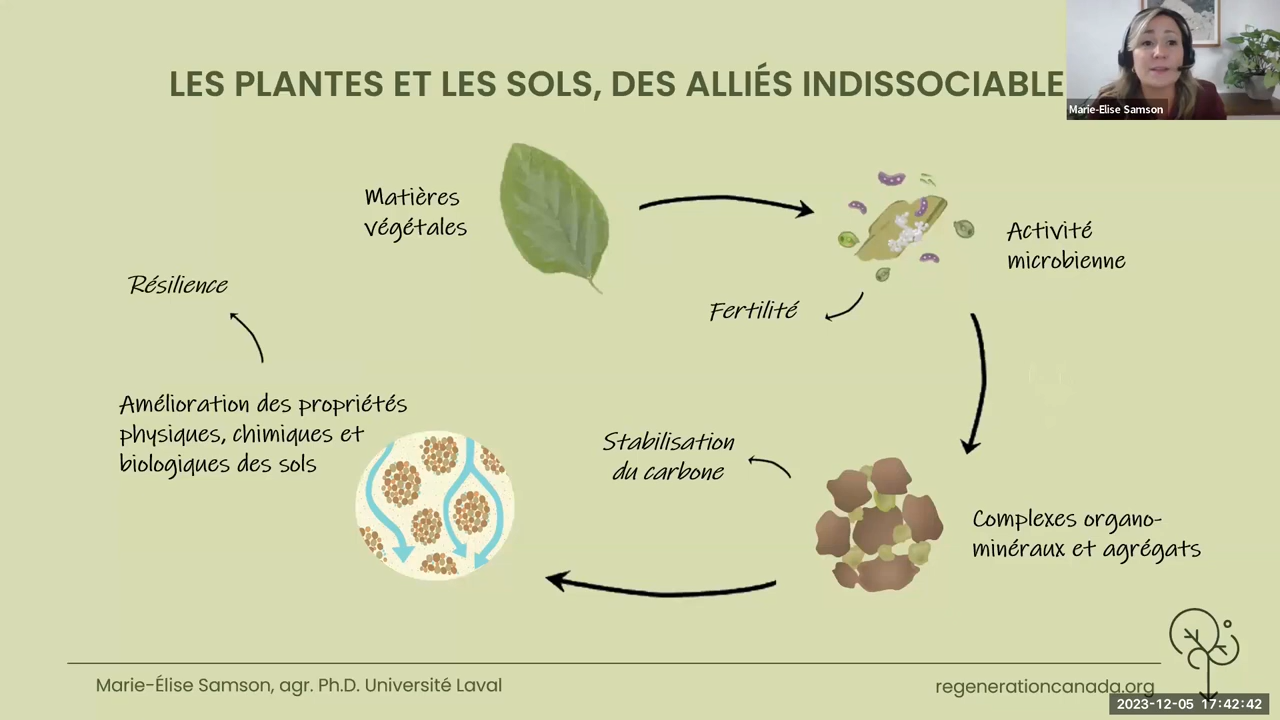 LES PLANTES ET LES SOLS, DES ALLIÉS INDISSOCIABLE
Marie-Elise Samson
Matières
végétales
Activité
microbienne
Résilience
Fertilité
Amélioration des propriétés
physiques, chimiques et
biologiques des sols
Stabilisation
du carbone
Complexes organo-
minéraux et agrégats
Marie-Élise Samson, agr. Ph.D. Université Laval
regenerationcanada.org
2023-12-05 17:42:42